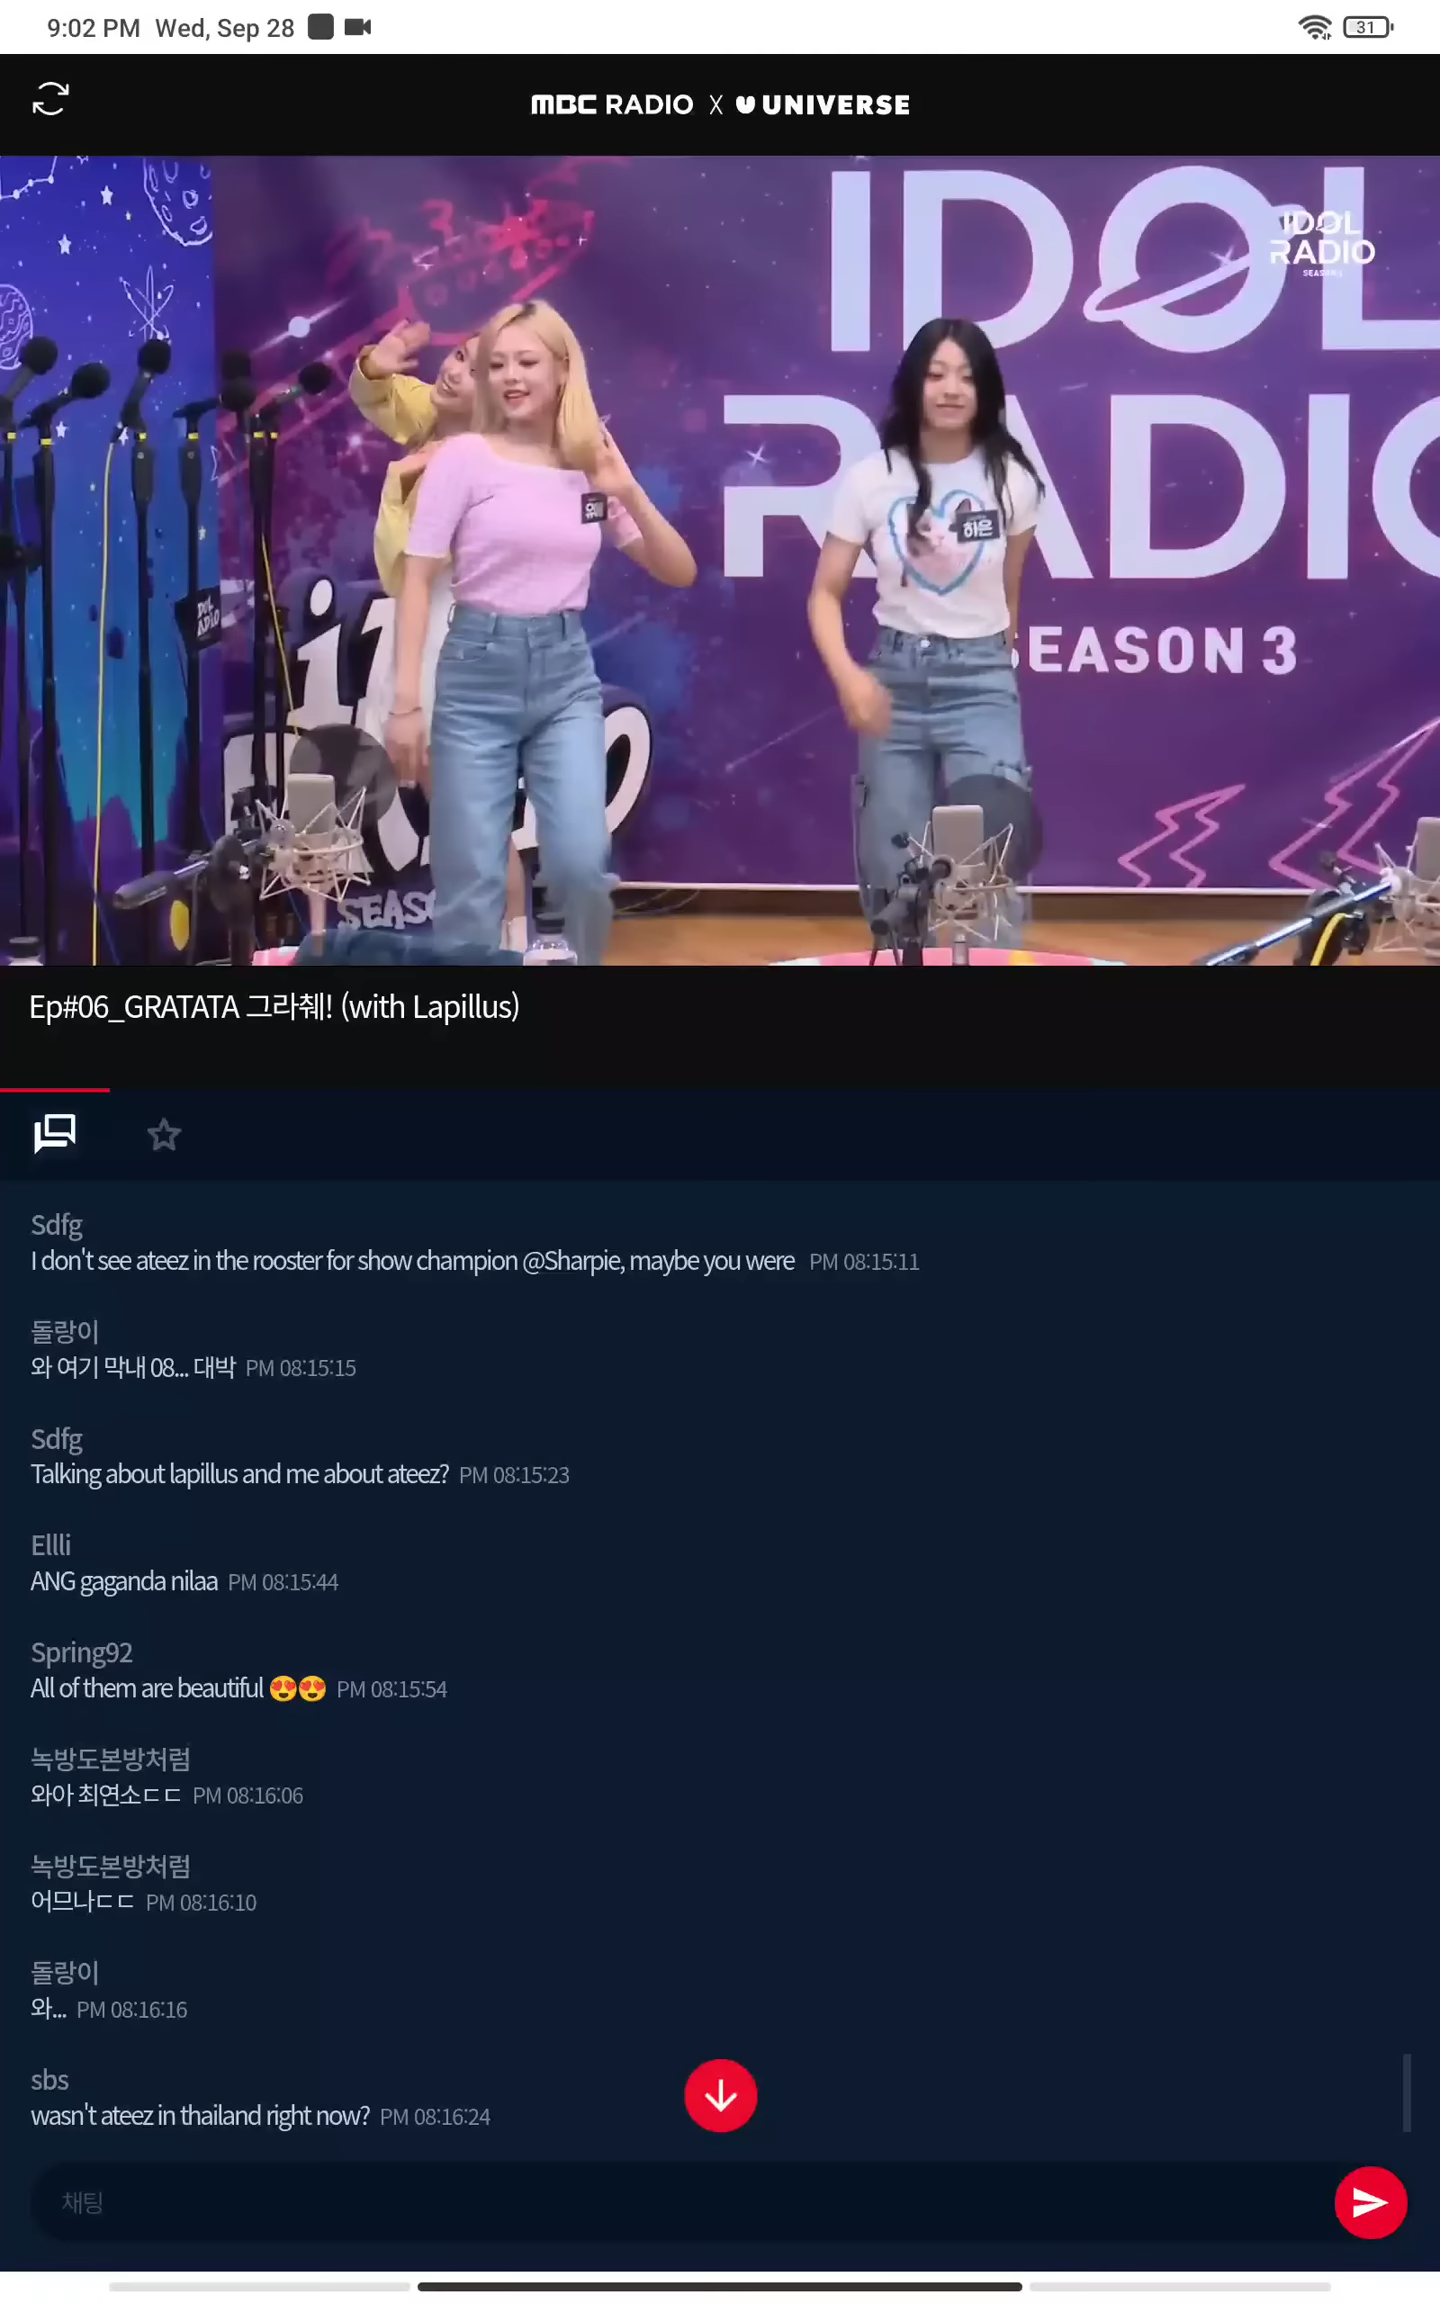 9:02 PM Wed, Sep 28
31
MBC RADIO X UNIVERSE
IDOL
RADIO
SEASON 3
IDOL
RADIO
하은
SEASON 3
Ep#06_GRATATA 그라췌! (with Lapillus)
Sdfg
I don't see ateez in the rooster for show champion @Sharpie, maybe you were PM 08:15:11
돌랑이
와 여기 막내 08... 대박 PM 08:15:15
Sdfg
Talking about lapillus and me about ateez? PM 08:15:23
Ellli
ANG gaganda nilaa PM 08:15:44
Spring92
All of them are beautiful 😍😍 PM 08:15:54
녹방도본방처럼
와아 최연소ㄷㄷ PM 08:16:06
녹방도본방처럼
어므나ㄷㄷ PM 08:16:10
돌랑이
와... PM 08:16:16
sbs
wasn't ateez in thailand right now? PM 08:16:24
채팅